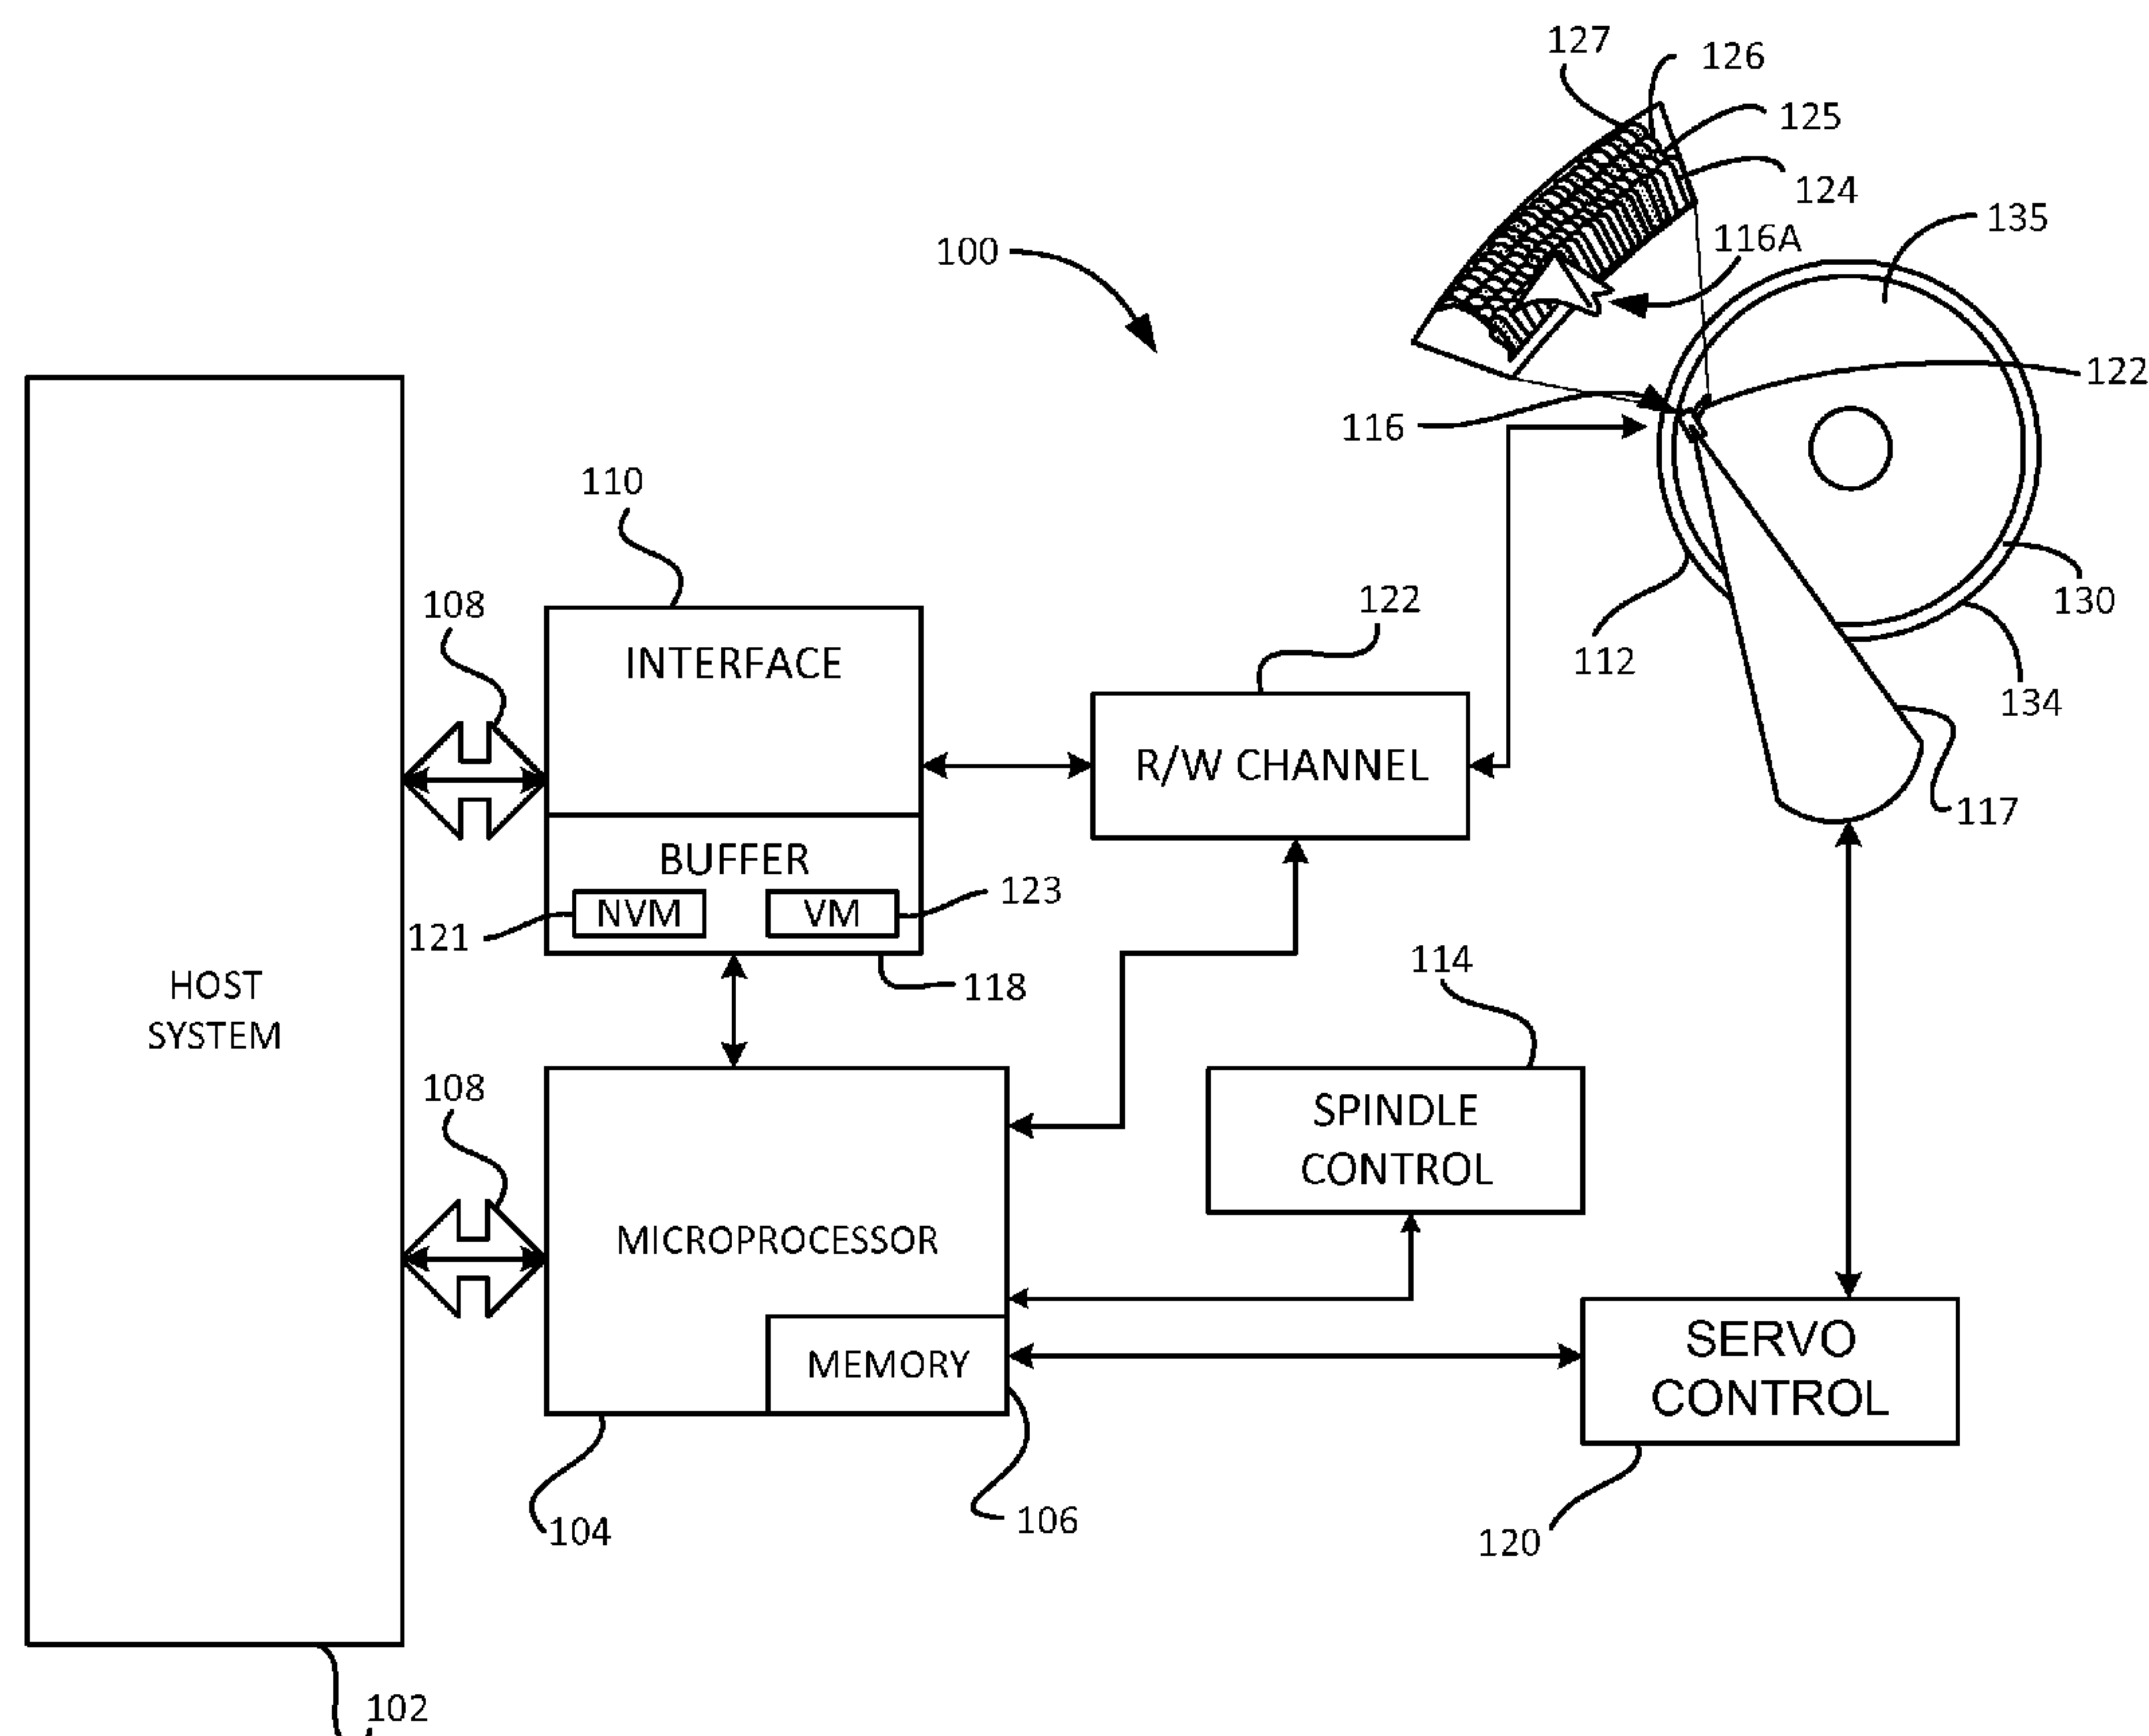 127
126
125
124
116A
135
100
122
116
110
108
INTERFACE
122
112
130
134
R/W CHANNEL
117
BUFFER
NVM
VM
123
121
118
114
HOST
SYSTEM
108
SPINDLE
CONTROL
MICROPROCESSOR
MEMORY
SERVO
CONTROL
104
106
120
102